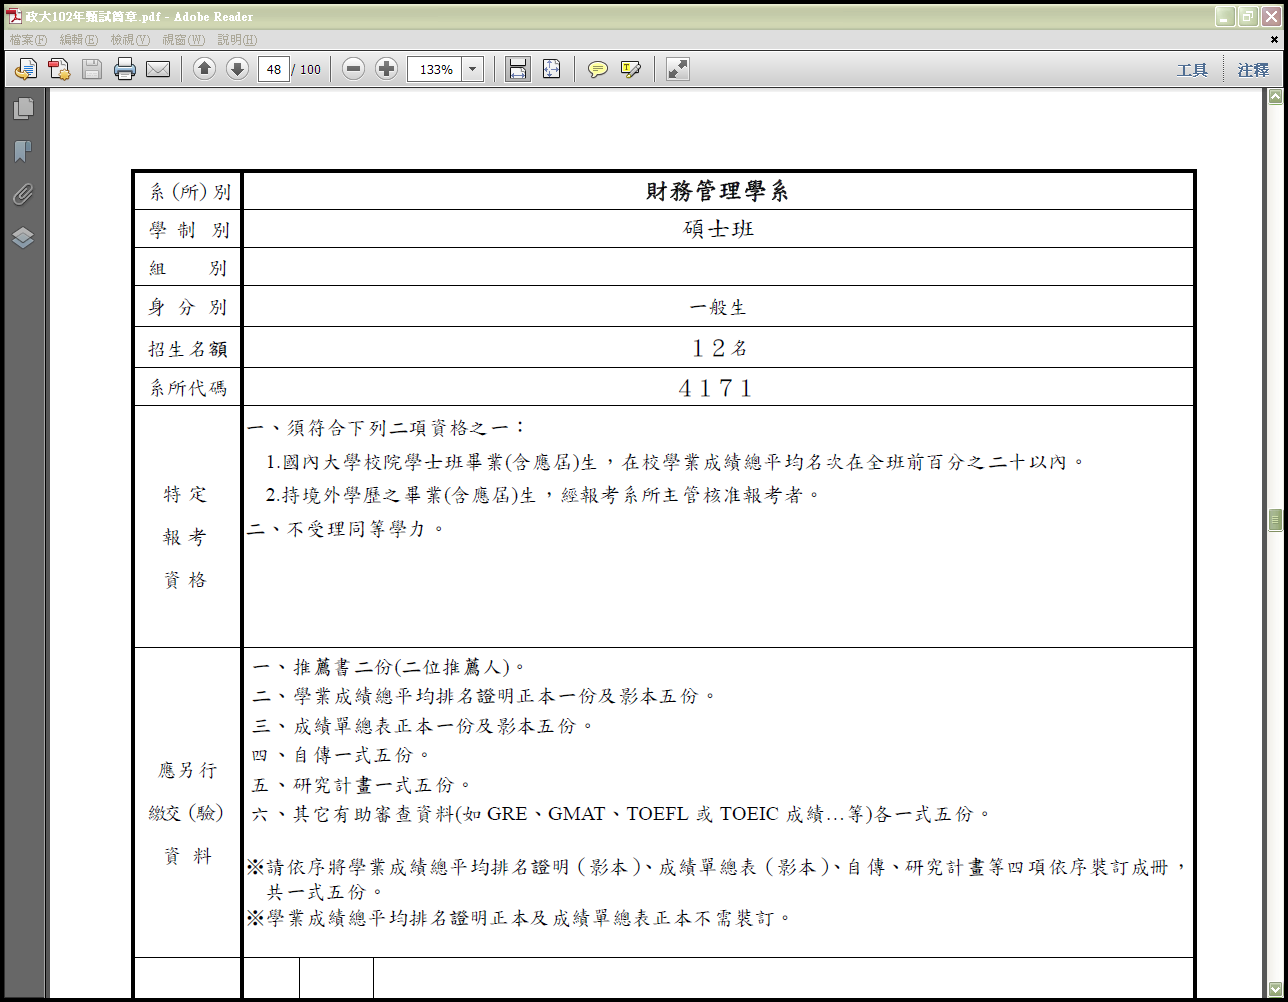 政大102年甄試簡章.pdf - Adobe Reader
檔案(F) 編輯(E) 檢視(V) 視窗(W) 說明(H)
48 / 100 133% 工具 注釋
系(所)別 財務管理學系
學制別 碩士班
組別
身分別 一般生
招生名額 12名
系所代碼 4171
特定
報考
資格
一、須符合下列二項資格之一：
1.國內大學校院學士班畢業(含應屆)生，在校學業成績總平均名次在全班前百分之二十以內。
2.持境外學歷之畢業(含應屆)生，經報考系所主管核准報考者。
二、不受理同等學力。
應另行
繳交(驗)
資料
一、推薦書二份(二位推薦人)。
二、學業成績總平均排名證明正本一份及影本五份。
三、成績單總表正本一份及影本五份。
四、自傳一式五份。
五、研究計畫一式五份。
六、其它有助審查資料(如 GRE、GMAT、TOEFL 或 TOEIC 成績…等)各一式五份。
※請依序將學業成績總平均排名證明（影本）、成績單總表（影本）、自傳、研究計畫等四項依序裝訂成冊，
共一式五份。
※學業成績總平均排名證明正本及成績單總表正本不需裝訂。